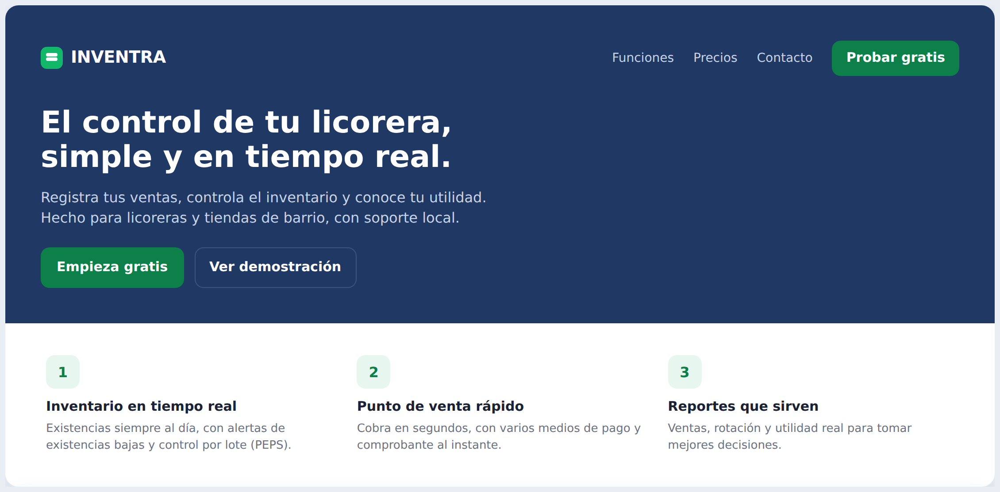 INVENTRA
Funciones
Precios
Contacto
Probar gratis
El control de tu licorera,
simple y en tiempo real.
Registra tus ventas, controla el inventario y conoce tu utilidad.
Hecho para licoreras y tiendas de barrio, con soporte local.
Empieza gratis
Ver demostración
1
Inventario en tiempo real
Existencias siempre al día, con alertas de
existencias bajas y control por lote (PEPS).
2
Punto de venta rápido
Cobra en segundos, con varios medios de pago y
comprobante al instante.
3
Reportes que sirven
Ventas, rotación y utilidad real para tomar
mejores decisiones.